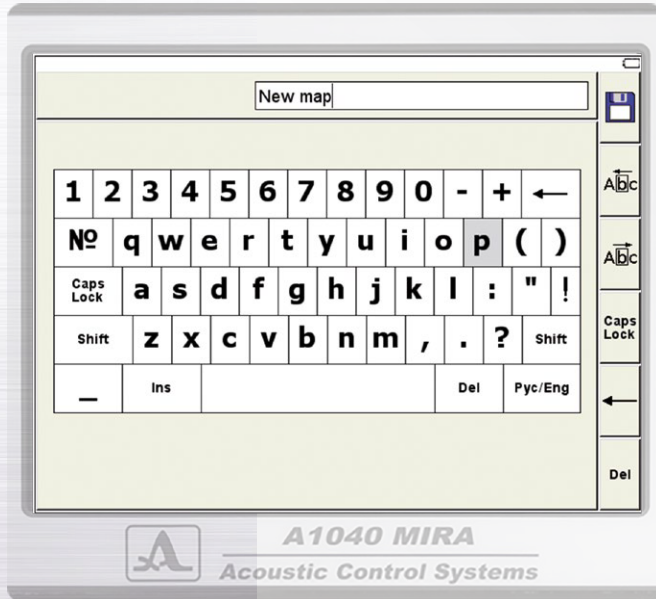 New map
1 2 3 4 5 6 7 8 9 0 - + ←
№ q w e r t y u i o p ( )
Caps Lock a s d f g h j k l : " !
Shift z x c v b n m , . ? Shift
_ Ins Del Рус/Eng
Abc
Abc
Caps
Lock
←
Del
A1040 MIRA
Acoustic Control Systems